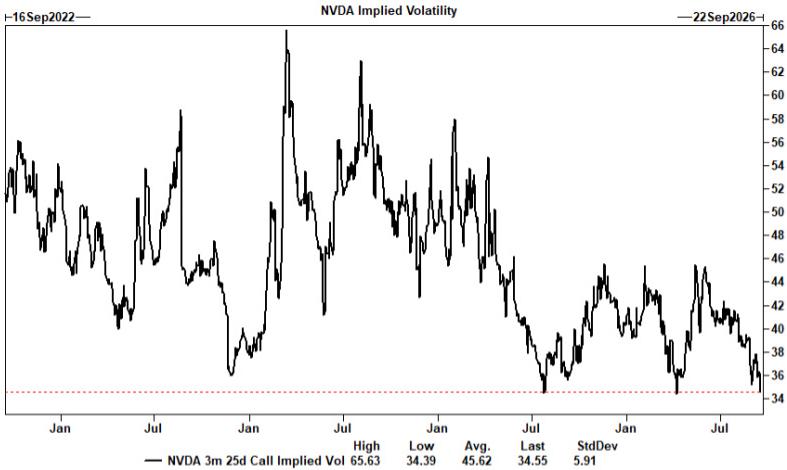 NVDA Implied Volatility
16Sep2022
22Sep2026
66
64
62
60
58
56
54
52
50
48
46
44
42
40
38
36
34
Jan Jul Jan Jul Jan Jul Jan Jul
High Low Avg. Last StdDev
NVDA 3m 25d Call Implied Vol 65.63 34.39 45.62 34.55 5.91